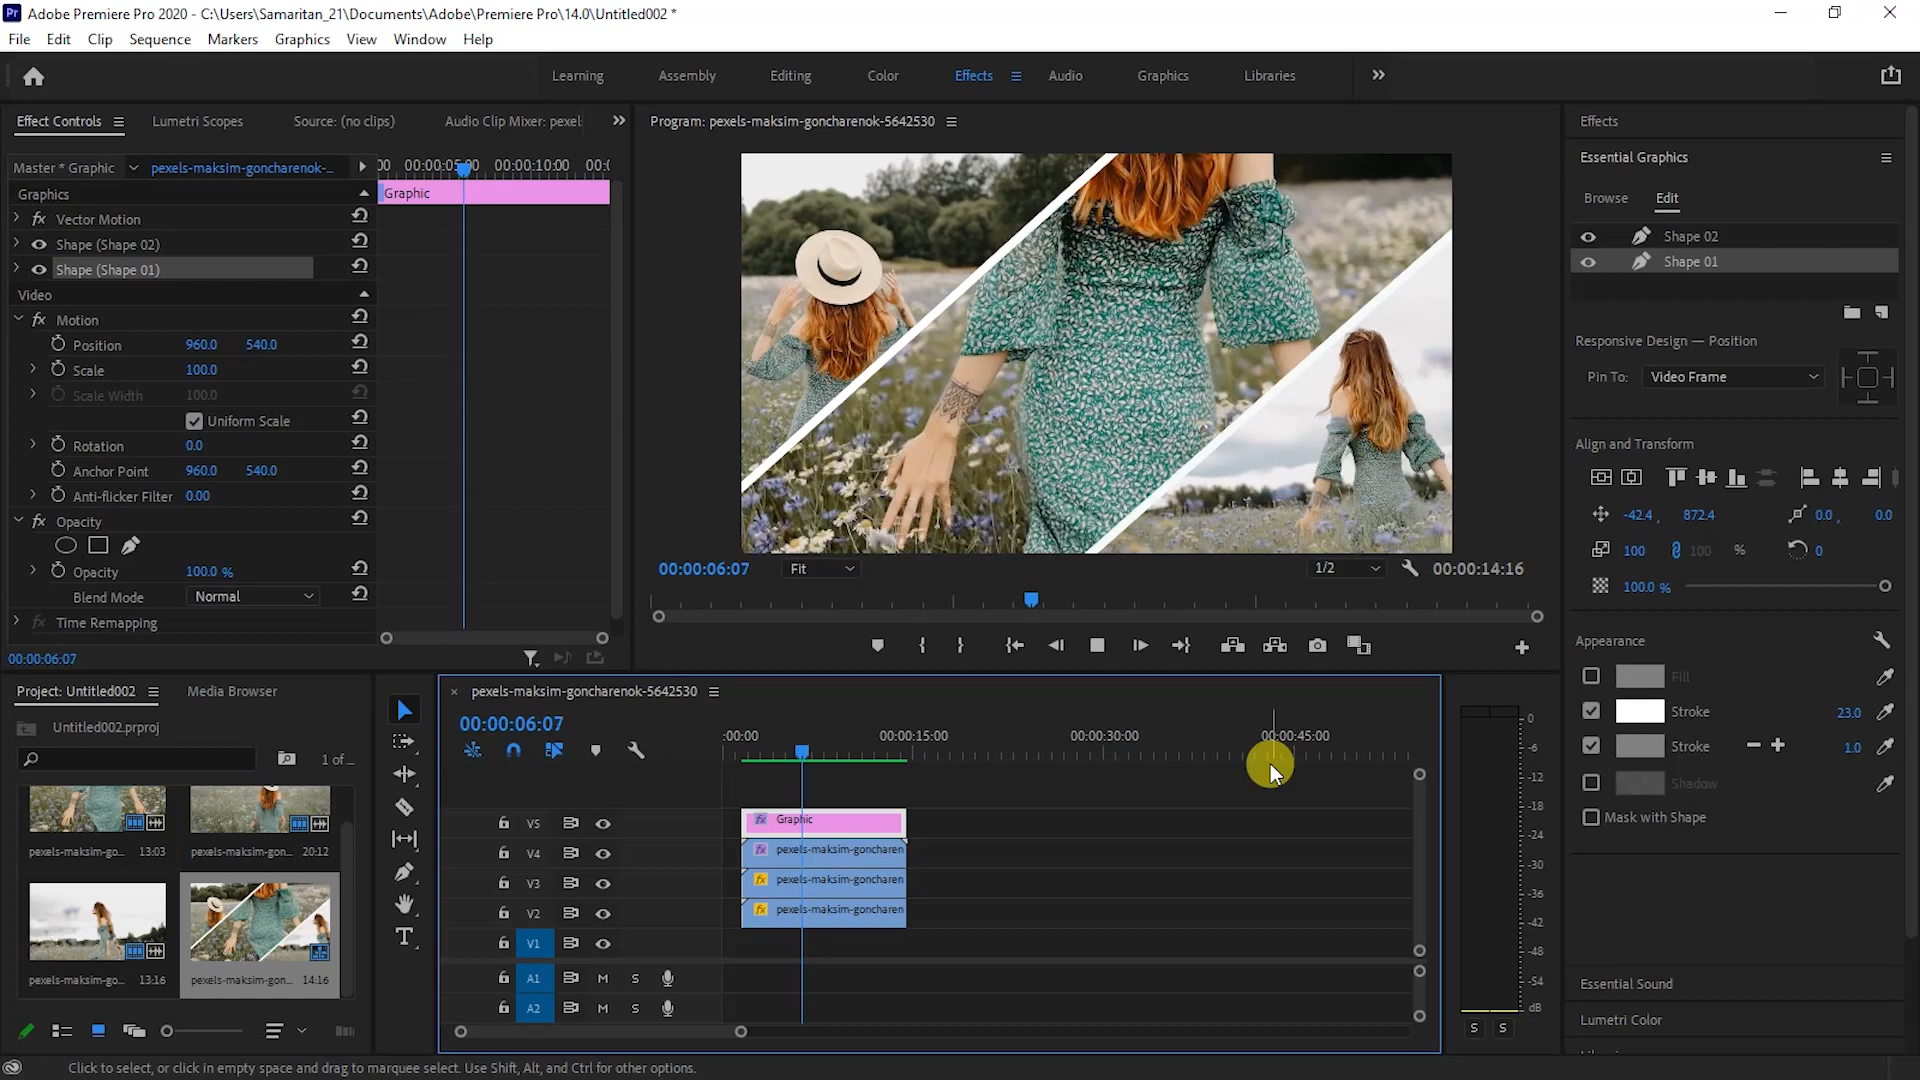 Adobe Premiere Pro 2020 - C:\Users\Samaritan_21\Documents\Adobe\Premiere Pro\14.0\Untitled002 *
File Edit Clip Sequence Markers Graphics View Window Help
Learning Assembly Editing Color Effects Audio Graphics Libraries
Effect Controls Lumetri Scopes Source: (no clips) Audio Clip Mixer: pexel
Master * Graphic pexels-maksim-goncharenok-...
00:00:05:00 00:00:10:00
Graphics
Graphic
fx Vector Motion
Shape (Shape 02)
Shape (Shape 01)
Video
fx Motion
Position 960.0 540.0
Scale 100.0
Scale Width 100.0
Uniform Scale
Rotation 0.0
Anchor Point 960.0 540.0
Anti-flicker Filter 0.00
fx Opacity
Opacity 100.0 %
Blend Mode Normal
fx Time Remapping
00:00:06:07
Program: pexels-maksim-goncharenok-5642530
00:00:06:07 Fit 1/2 00:00:14:16
Effects
Essential Graphics
Browse Edit
Shape 02
Shape 01
Responsive Design — Position
Pin To: Video Frame
Align and Transform
-42.4 , 872.4 0.0 , 0.0
100 100 % 0
100.0 %
Appearance
Fill
Stroke 23.0
Stroke 1.0
Shadow
Mask with Shape
Essential Sound
Lumetri Color
Project: Untitled002 Media Browser
Untitled002.prproj
1 of ...
pexels-maksim-go... 13:03 pexels-maksim-gon... 20:12
pexels-maksim-go... 13:16 pexels-maksim-gon... 14:16
T
pexels-maksim-goncharenok-5642530
00:00:06:07
:00:00 00:00:15:00 00:00:30:00 00:00:45:00
V5 fx Graphic
V4 fx pexels-maksim-goncharen
V3 fx pexels-maksim-goncharen
V2 fx pexels-maksim-goncharen
V1
A1 M S
A2 M S
0
-6
-12
-18
-24
-30
-36
-42
-48
-54
dB
S S
Click to select, or click in empty space and drag to marquee select. Use Shift, Alt, and Ctrl for other options.